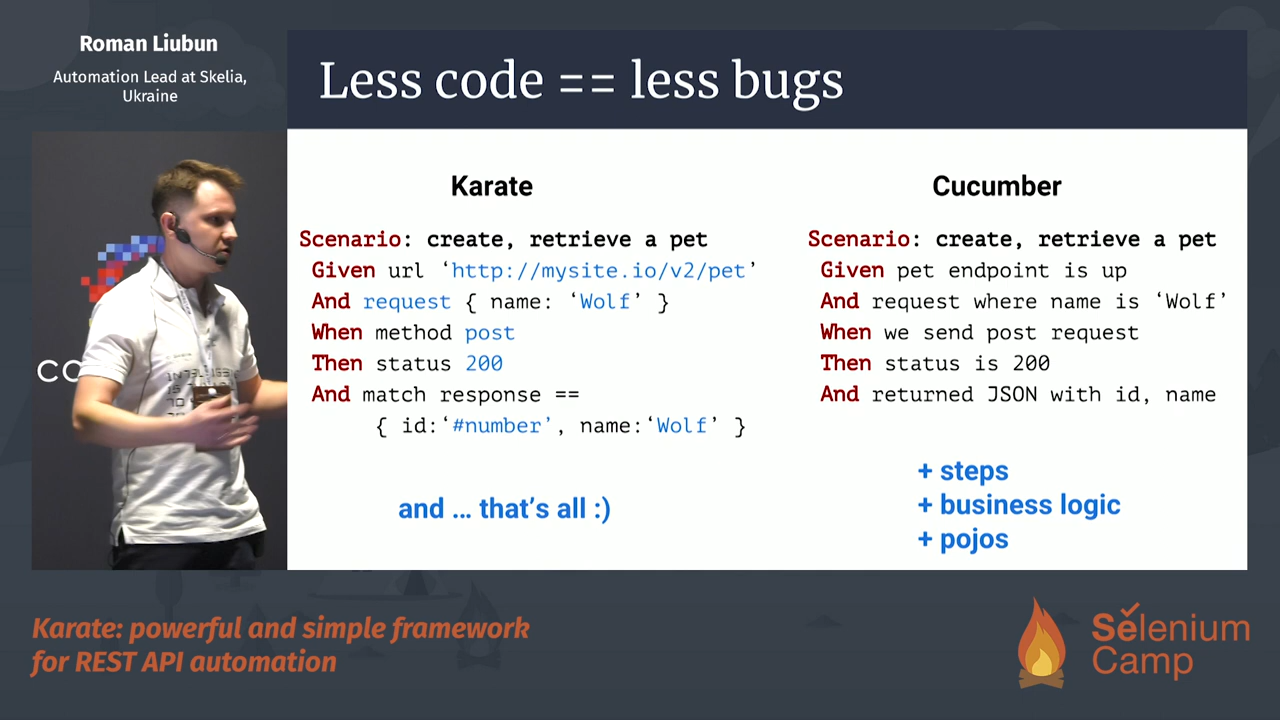 Roman Liubun
Automation Lead at Skelia,
Ukraine
Less code == less bugs
Karate
Scenario: create, retrieve a pet
Given url ‘http://mysite.io/v2/pet’
And request { name: ‘Wolf’ }
When method post
Then status 200
And match response ==
{ id:‘#number’, name:‘Wolf’ }
and … that’s all :)
Cucumber
Scenario: create, retrieve a pet
Given pet endpoint is up
And request where name is ‘Wolf’
When we send post request
Then status is 200
And returned JSON with id, name
+ steps
+ business logic
+ pojos
CO
Karate: powerful and simple framework
for REST API automation
Selenium
Camp